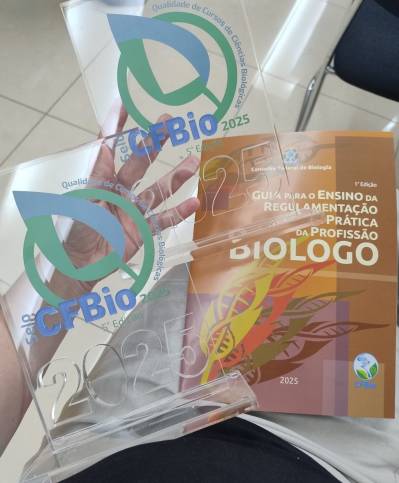 Qualidade de Cursos de Ciências Biológicas
selo CFBio 2025
5ª Edição
2025
Qualidade de Cursos de Ciências Biológicas
selo CFBio 2025
5ª Edi
2025
Conselho Federal de Biologia
1ª Edição
GUIA PARA O ENSINO DA
REGULAMENTAÇÃO
PRÁTICA
DA PROFISSÃO
BIÓLOGO
2025
CFBio